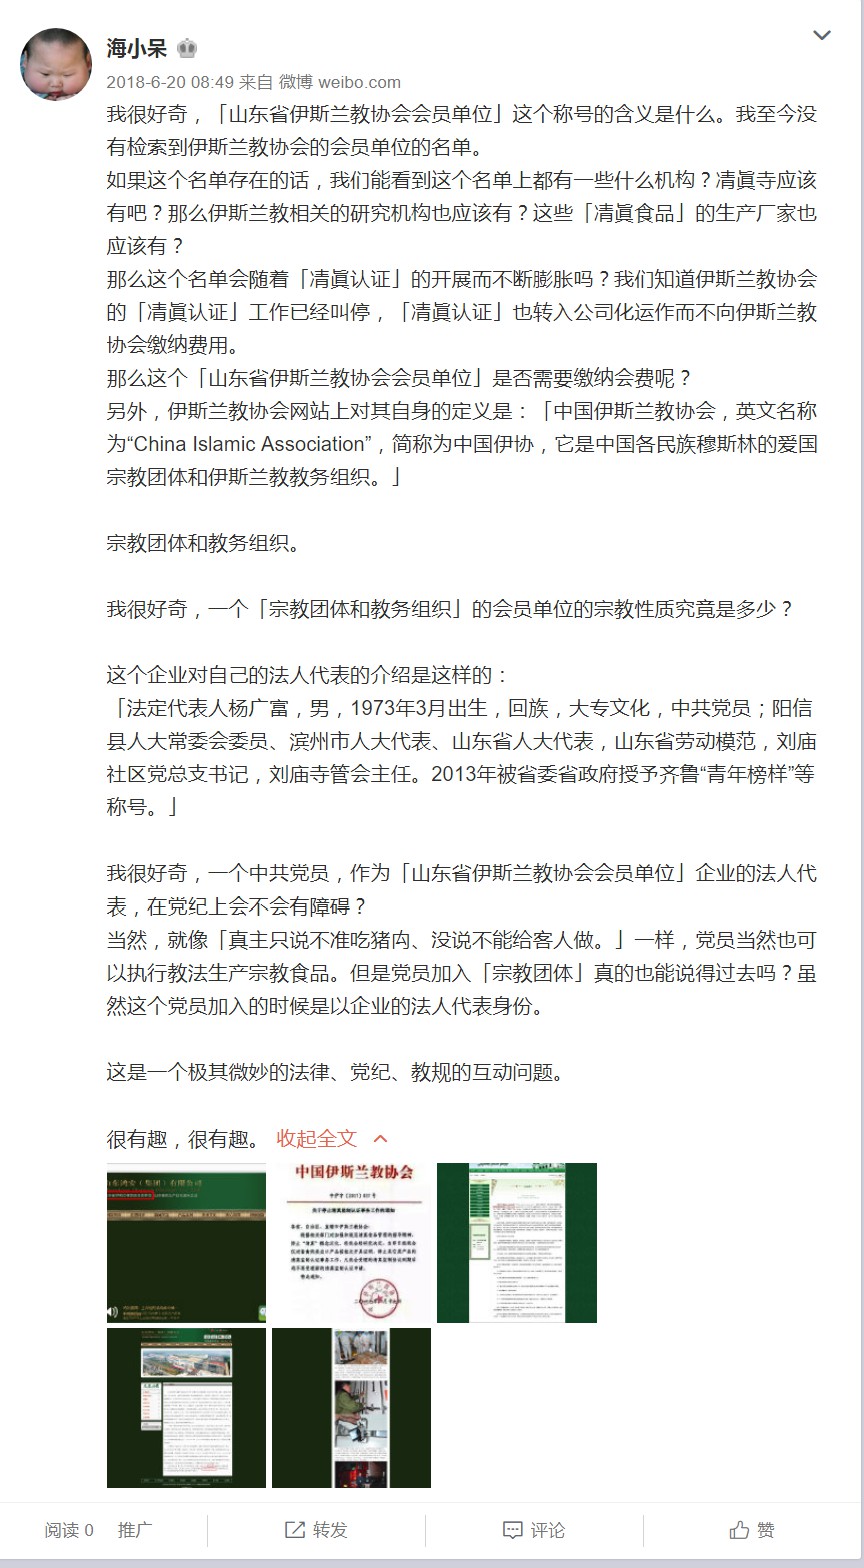 海小呆
2018-6-20 08:49 来自 微博 weibo.com
我很好奇，「山东省伊斯兰教协会会员单位」这个称号的含义是什么。我至今没
有检索到伊斯兰教协会的会员单位的名单。
如果这个名单存在的话，我们能看到这个名单上都有一些什么机构？清眞寺应该
有吧？那么伊斯兰教相关的研究机构也应该有？这些「清眞食品」的生产厂家也
应该有？
那么这个名单会随着「清眞认证」的开展而不断膨胀吗？我们知道伊斯兰教协会
的「清眞认证」工作已经叫停，「清眞认证」也转入公司化运作而不向伊斯兰教
协会缴纳费用。
那么这个「山东省伊斯兰教协会会员单位」是否需要缴纳会费呢？
另外，伊斯兰教协会网站上对其自身的定义是：「中国伊斯兰教协会，英文名称
为“China Islamic Association”，简称为中国伊协，它是中国各民族穆斯林的爱国
宗教团体和伊斯兰教教务组织。」
宗教团体和教务组织。
我很好奇，一个「宗教团体和教务组织」的会员单位的宗教性质究竟是多少？
这个企业对自己的法人代表的介绍是这样的：
「法定代表人杨广富，男，1973年3月出生，回族，大专文化，中共党员；阳信
县人大常委会委员、滨州市人大代表、山东省人大代表，山东省劳动模范，刘庙
社区党总支书记，刘庙寺管会主任。2013年被省委省政府授予齐鲁“青年榜样”等
称号。」
我很好奇，一个中共党员，作为「山东省伊斯兰教协会会员单位」企业的法人代
表，在党纪上会不会有障碍？
当然，就像「真主只说不准吃猪肉、没说不能给客人做。」一样，党员当然也可
以执行教法生产宗教食品。但是党员加入「宗教团体」真的也能说得过去吗？虽
然这个党员加入的时候是以企业的法人代表身份。
这是一个极其微妙的法律、党纪、教规的互动问题。
很有趣，很有趣。 收起全文
中国伊斯兰教协会
关于停止清真监制认证事务工作的通知
阅读 0 推广 转发 评论 赞